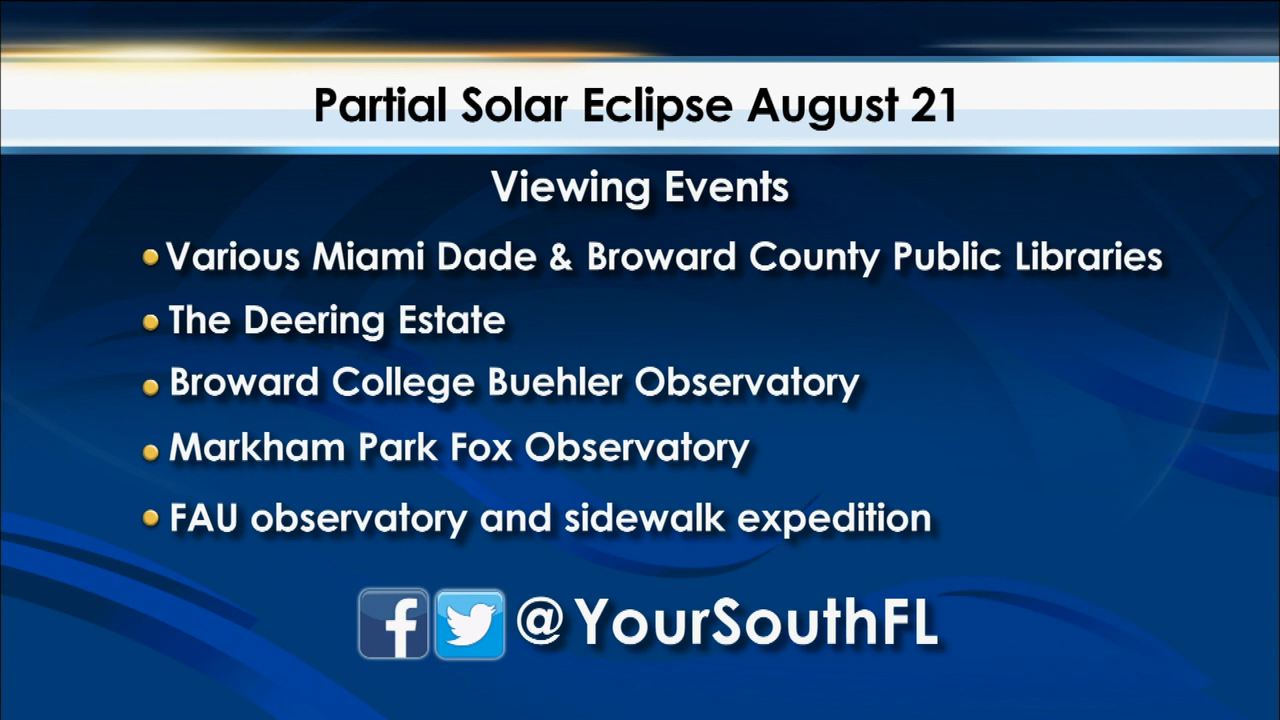 Partial Solar Eclipse August 21
Viewing Events
Various Miami Dade & Broward County Public Libraries
The Deering Estate
Broward College Buehler Observatory
Markham Park Fox Observatory
FAU observatory and sidewalk expedition
@YourSouthFL